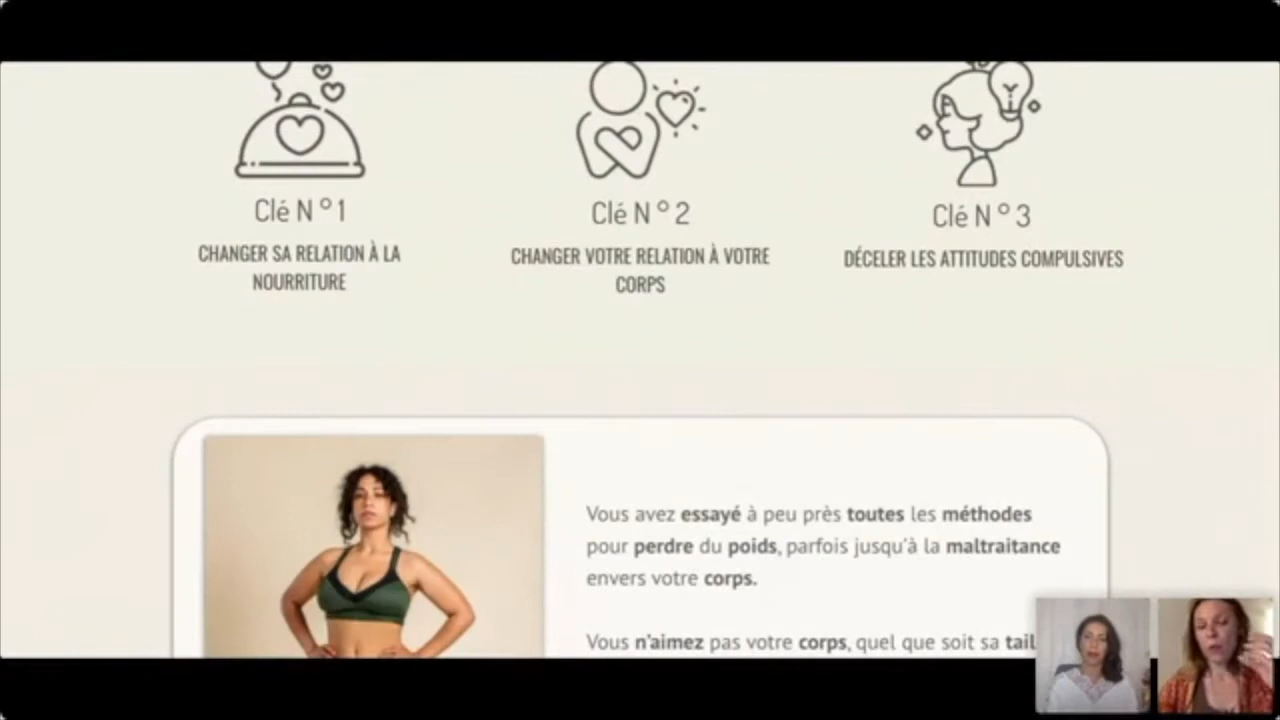 Clé N°1
CHANGER SA RELATION À LA
NOURRITURE
Clé N°2
CHANGER VOTRE RELATION À VOTRE
CORPS
Clé N°3
DÉCELER LES ATTITUDES COMPULSIVES
Vous avez essayé à peu près toutes les méthodes
pour perdre du poids, parfois jusqu'à la maltraitance
envers votre corps.
Vous n'aimez pas votre corps, quel que soit sa